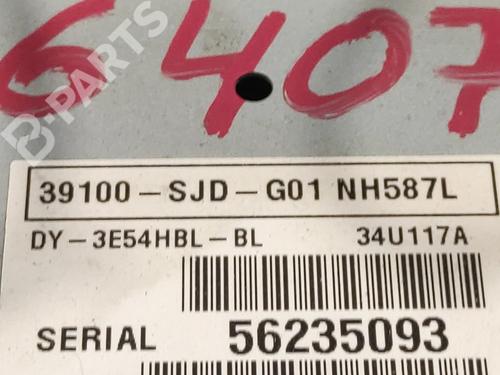 6407
B-PARTS
39100-SJD-G01 NH587L
DY-3E54HBL-BL 34U117A
SERIAL 56235093